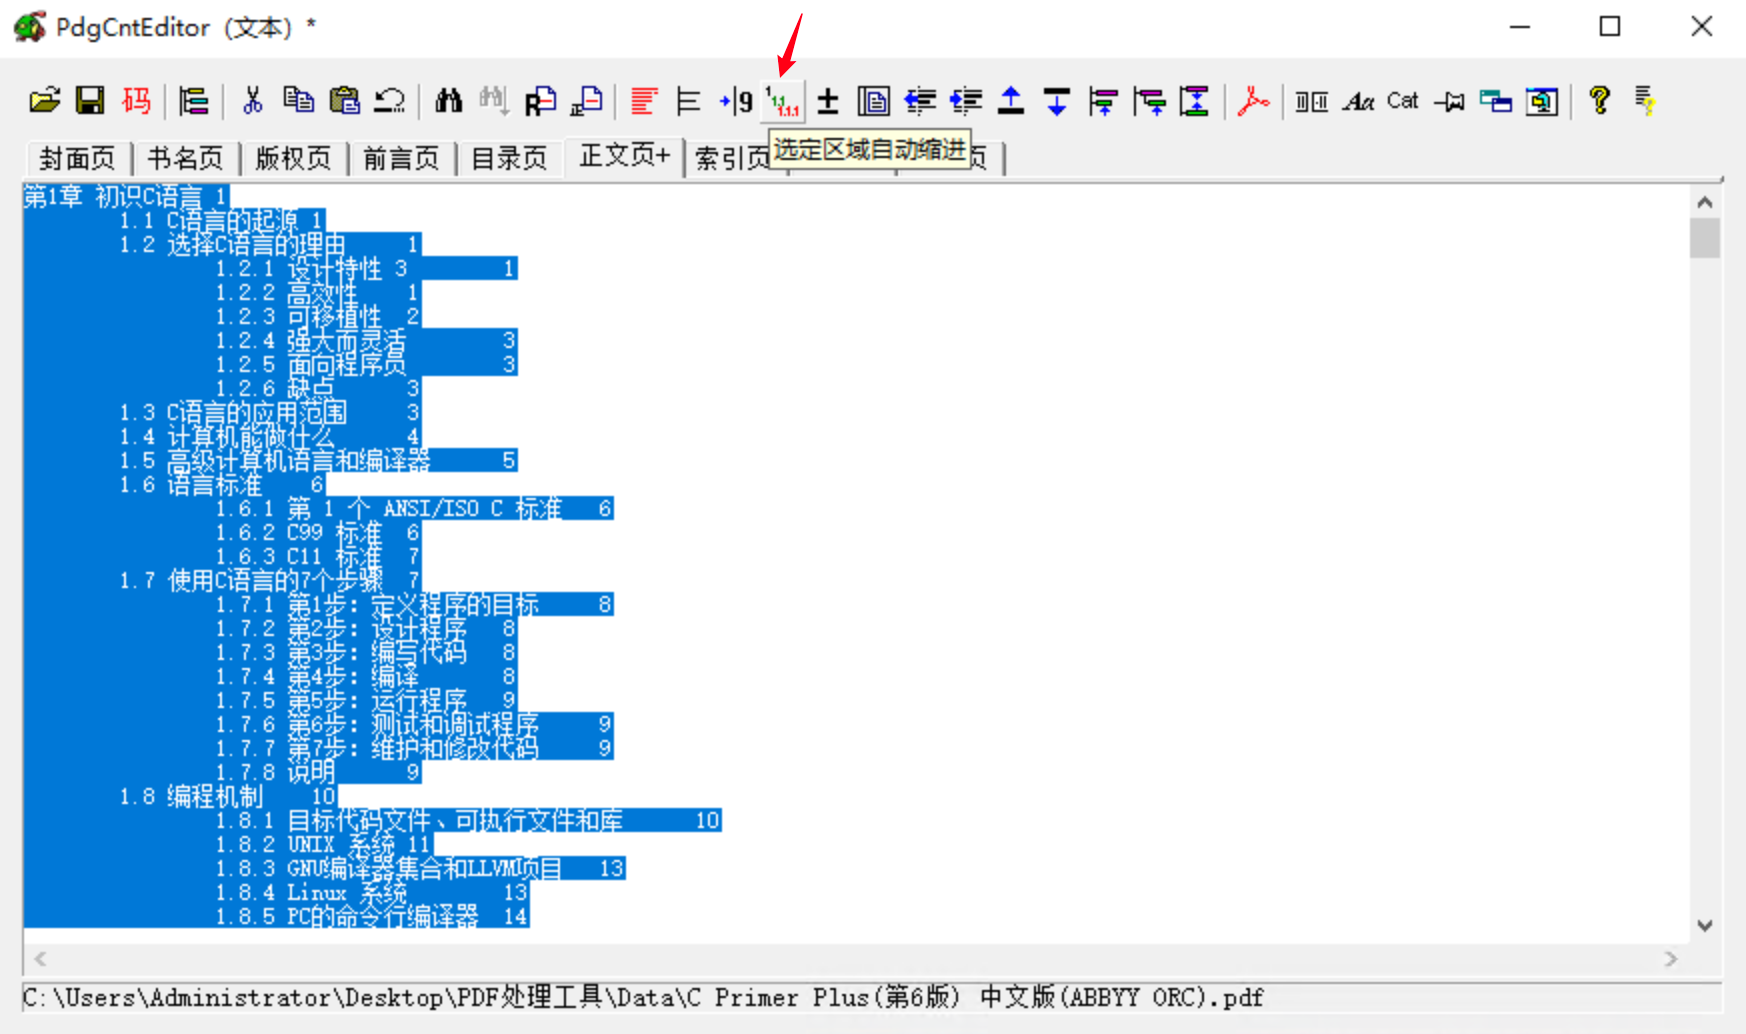 PdgCntEditor (文本) *
码 R 正 9 1 1.1 1.1.1 Aa Cat
选定区域自动缩进
封面页 书名页 版权页 前言页 目录页 正文页+ 索引页 页
第1章 初识C语言 1
1.1 C语言的起源 1
1.2 选择C语言的理由 1
1.2.1 设计特性 3 1
1.2.2 高效性 1
1.2.3 可移植性 2
1.2.4 强大而灵活 3
1.2.5 面向程序员 3
1.2.6 缺点 3
1.3 C语言的应用范围 3
1.4 计算机能做什么 4
1.5 高级计算机语言和编译器 5
1.6 语言标准 6
1.6.1 第 1 个 ANSI/ISO C 标准 6
1.6.2 C99 标准 6
1.6.3 C11 标准 7
1.7 使用C语言的7个步骤 7
1.7.1 第1步：定义程序的目标 8
1.7.2 第2步：设计程序 8
1.7.3 第3步：编写代码 8
1.7.4 第4步：编译 8
1.7.5 第5步：运行程序 9
1.7.6 第6步：测试和调试程序 9
1.7.7 第7步：维护和修改代码 9
1.7.8 说明 9
1.8 编程机制 10
1.8.1 目标代码文件、可执行文件和库 10
1.8.2 UNIX 系统 11
1.8.3 GNU编译器集合和LLVM项目 13
1.8.4 Linux 系统 13
1.8.5 PC的命令行编译器 14
C:\Users\Administrator\Desktop\PDF处理工具\Data\C Primer Plus(第6版) 中文版(ABBYY ORC).pdf